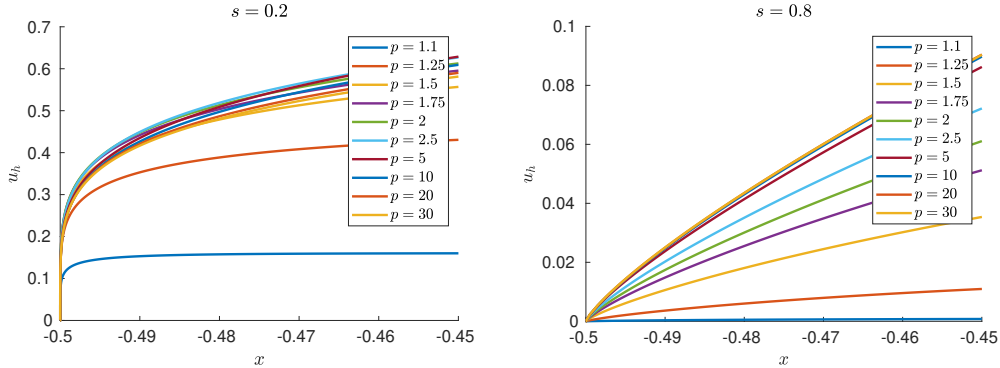 s = 0.2
0.7
0.6
0.5
0.4
0.3
0.2
0.1
0
u_h
-0.5
-0.49
-0.48
-0.47
-0.46
-0.45
x
p = 1.1
p = 1.25
p = 1.5
p = 1.75
p = 2
p = 2.5
p = 5
p = 10
p = 20
p = 30
s = 0.8
0.1
0.08
0.06
0.04
0.02
0
u_h
-0.5
-0.49
-0.48
-0.47
-0.46
-0.45
x
p = 1.1
p = 1.25
p = 1.5
p = 1.75
p = 2
p = 2.5
p = 5
p = 10
p = 20
p = 30